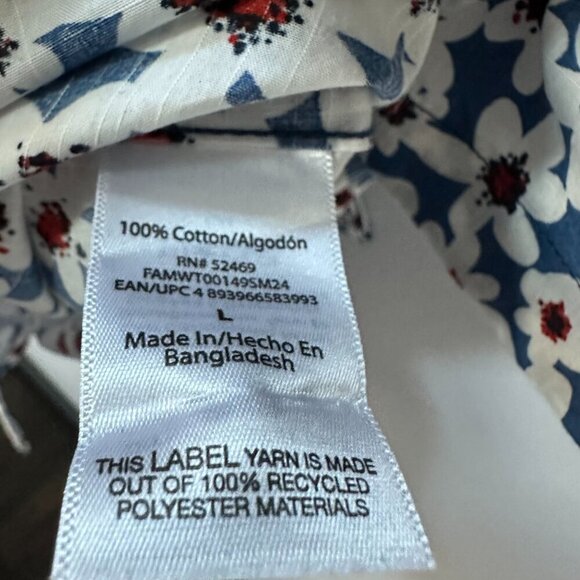 100% Cotton/Algodón
RN# 52469
FAMWT00149SM24
EAN/UPC 4 893966583993
L
Made In/Hecho En
Bangladesh
THIS LABEL YARN IS MADE
OUT OF 100% RECYCLED
POLYESTER MATERIALS